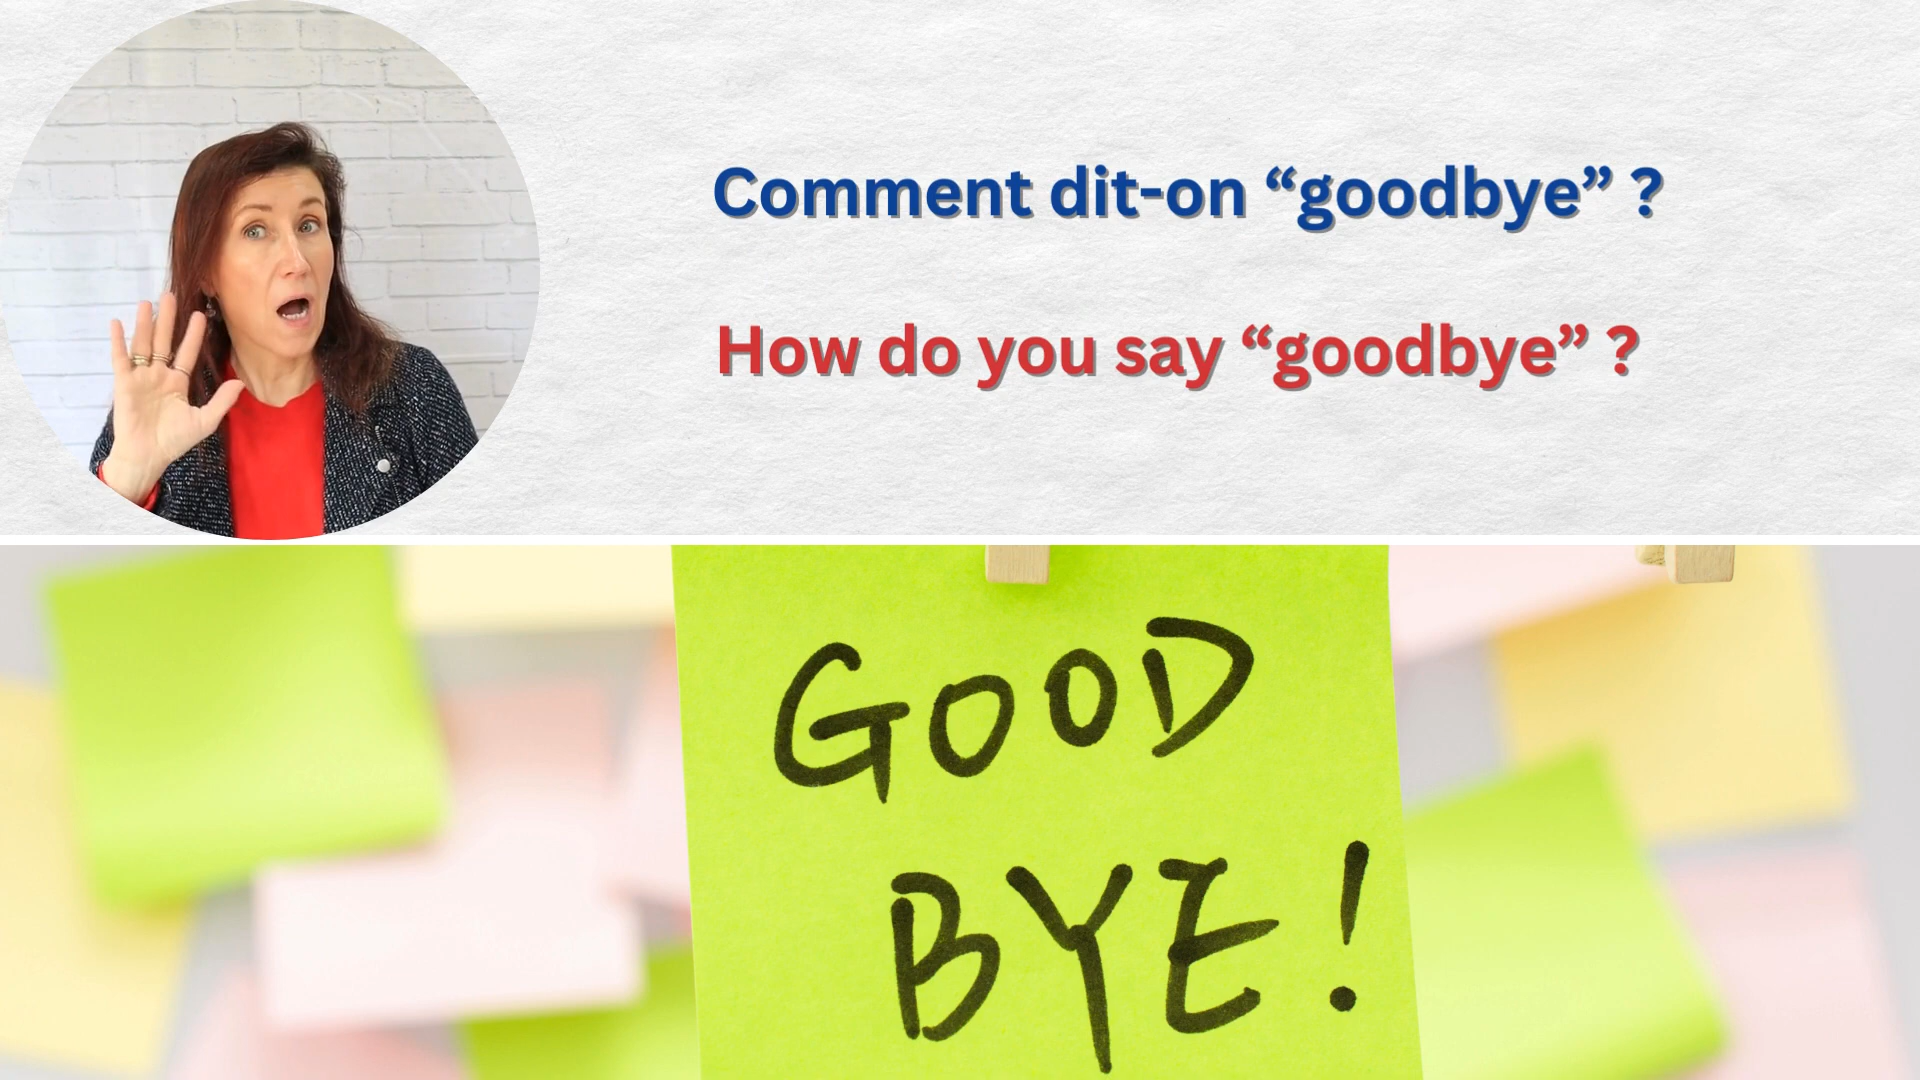 Comment dit-on “goodbye” ?
How do you say “goodbye” ?
GOOD
BYE!